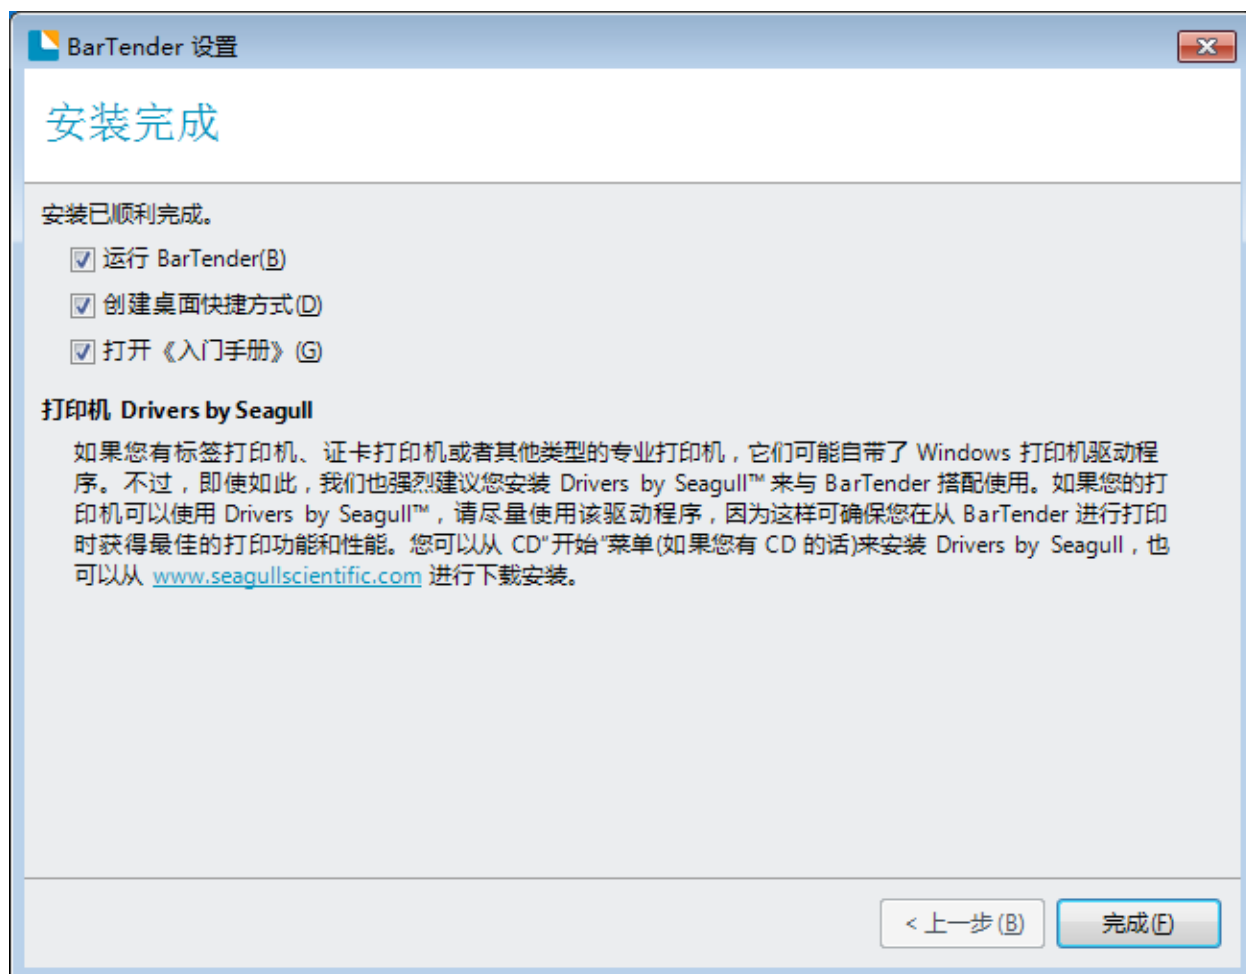 BarTender 设置
安装完成
安装已顺利完成。
运行 BarTender(B)
创建桌面快捷方式(D)
打开《入门手册》(G)
打印机 Drivers by Seagull
如果您有标签打印机、证卡打印机或者其他类型的专业打印机，它们可能自带了 Windows 打印机驱动程
序。不过，即使如此，我们也强烈建议您安装 Drivers by Seagull™ 来与 BarTender 搭配使用。如果您的打
印机可以使用 Drivers by Seagull™，请尽量使用该驱动程序，因为这样可确保您在从 BarTender 进行打印
时获得最佳的打印功能和性能。您可以从 CD“开始”菜单(如果您有 CD 的话)来安装 Drivers by Seagull，也
可以从 www.seagullscientific.com 进行下载安装。
< 上一步(B)
完成(F)